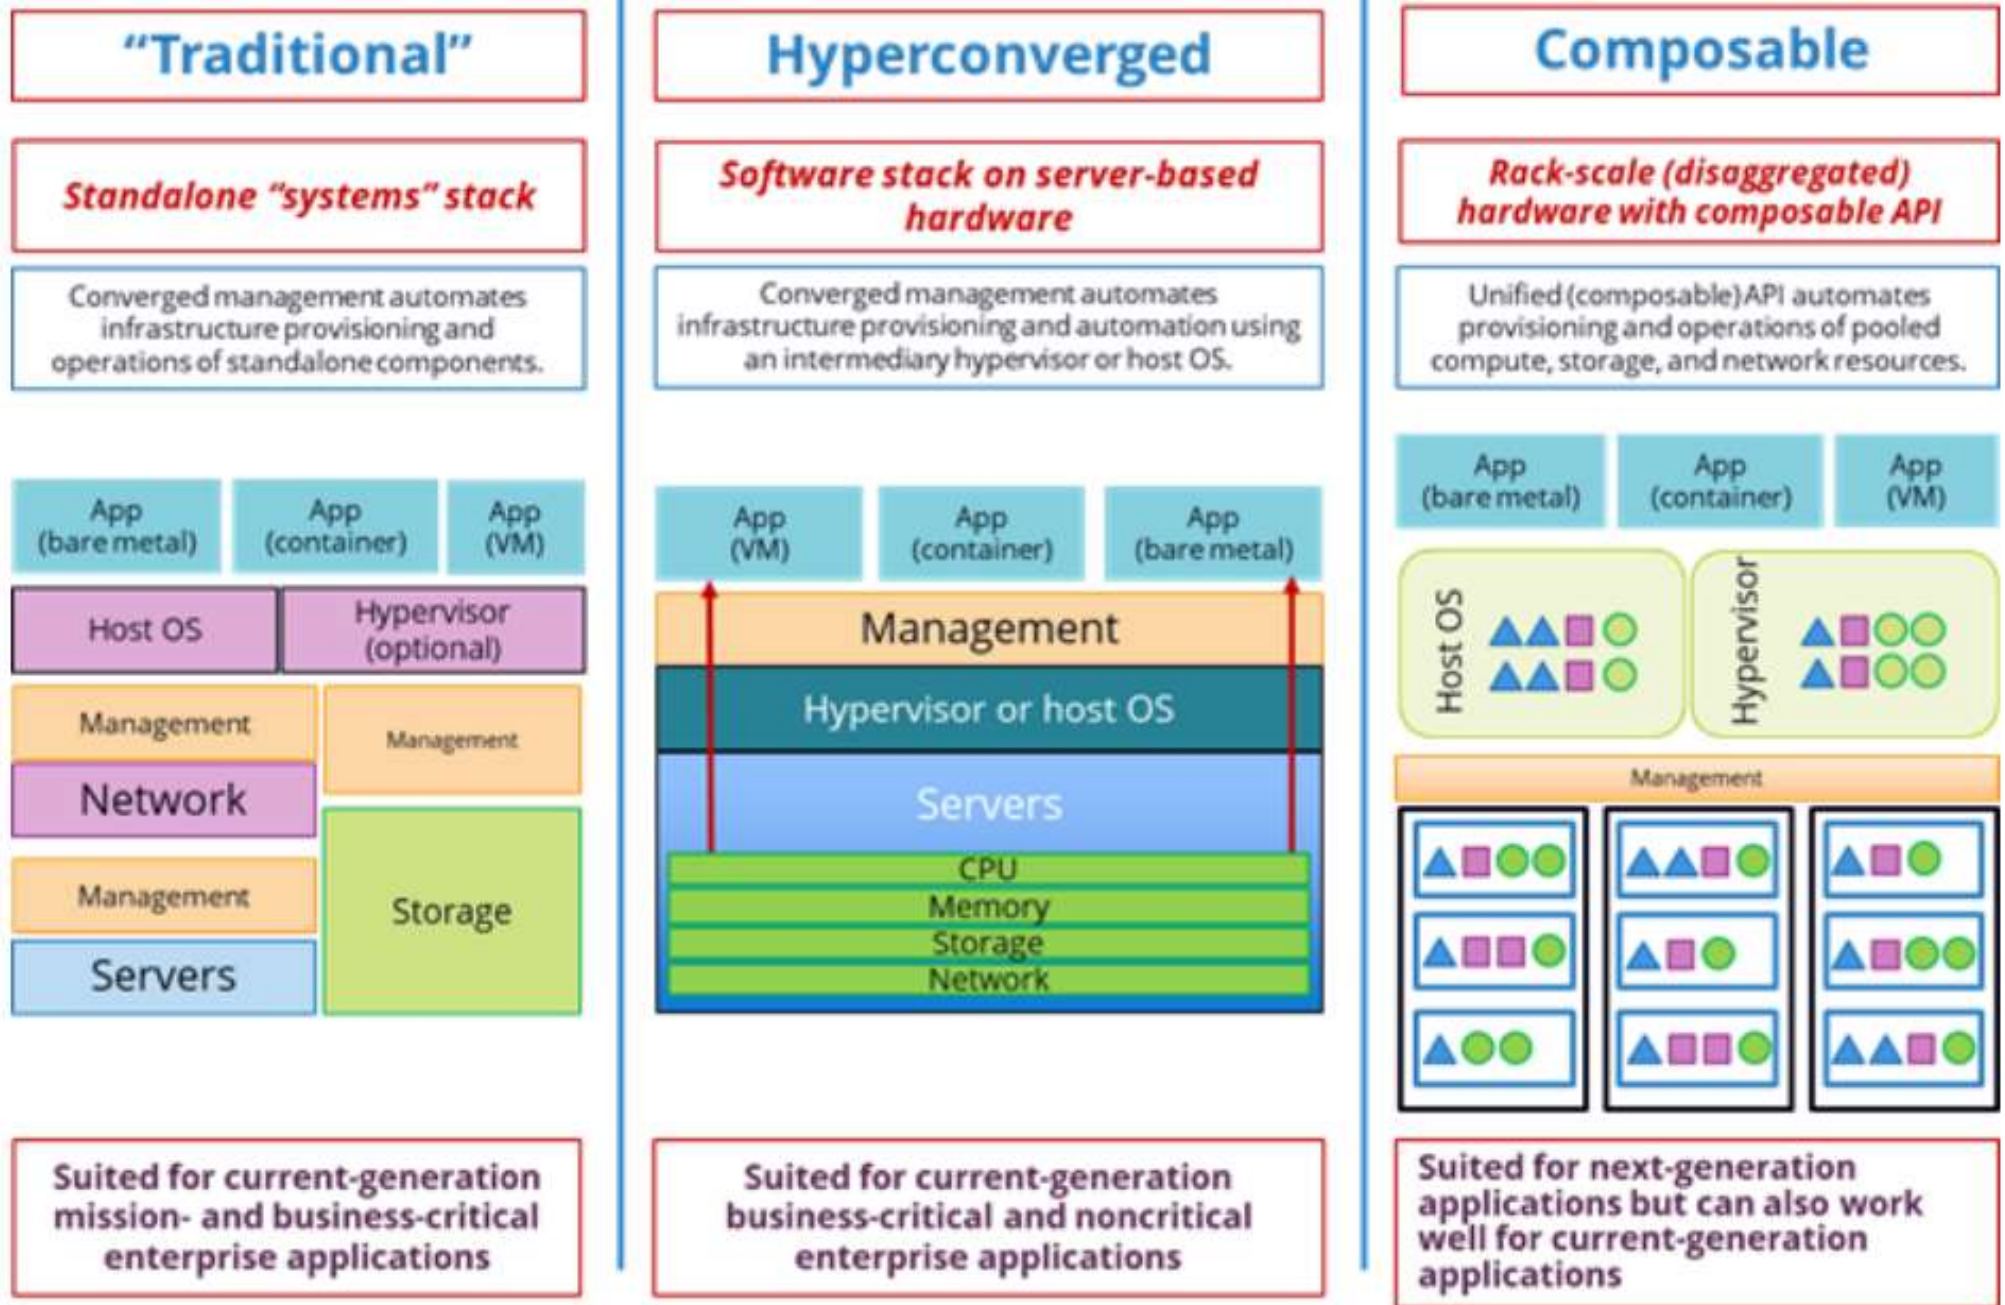 “Traditional”
Standalone “systems” stack
Converged management automates
infrastructure provisioning and
operations of standalone components.
App
(bare metal)
App
(container)
App
(VM)
Host OS
Hypervisor
(optional)
Management
Management
Network
Management
Storage
Servers
Suited for current-generation
mission- and business-critical
enterprise applications
Hyperconverged
Software stack on server-based
hardware
Converged management automates
infrastructure provisioning and automation using
an intermediary hypervisor or host OS.
App
(VM)
App
(container)
App
(bare metal)
Management
Hypervisor or host OS
Servers
CPU
Memory
Storage
Network
Suited for current-generation
business-critical and noncritical
enterprise applications
Composable
Rack-scale (disaggregated)
hardware with composable API
Unified (composable) API automates
provisioning and operations of pooled
compute, storage, and network resources.
App
(bare metal)
App
(container)
App
(VM)
Host OS
Hypervisor
Management
Suited for next-generation
applications but can also work
well for current-generation
applications